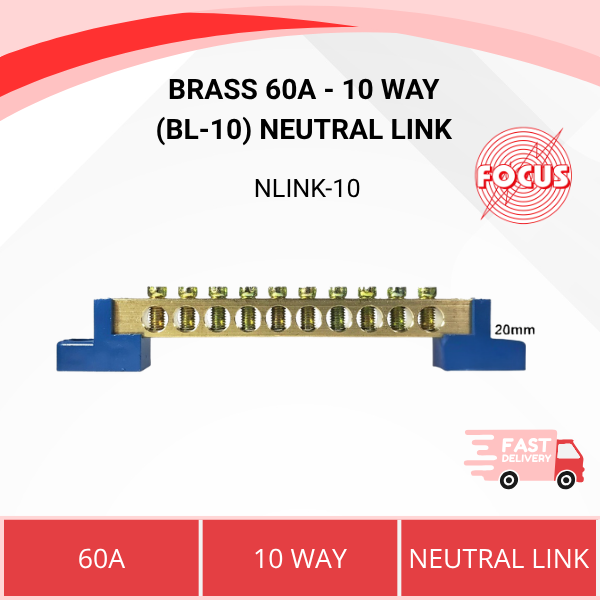 BRASS 60A - 10 WAY
(BL-10) NEUTRAL LINK
NLINK-10
FOCUS
20mm
FAST
DELIVERY
60A
10 WAY
NEUTRAL LINK